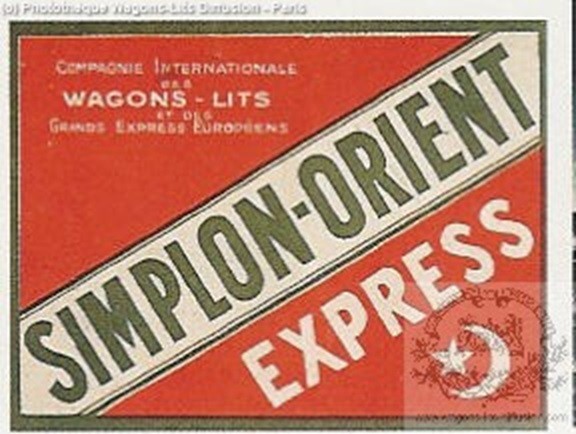 (c) Photothèque Wagons-Lits Diffusion - Paris
COMPAGNIE INTERNATIONALE
DES
WAGONS - LITS
ET DES
GRANDS EXPRESS EUROPÉENS
SIMPLON-ORIENT
EXPRESS